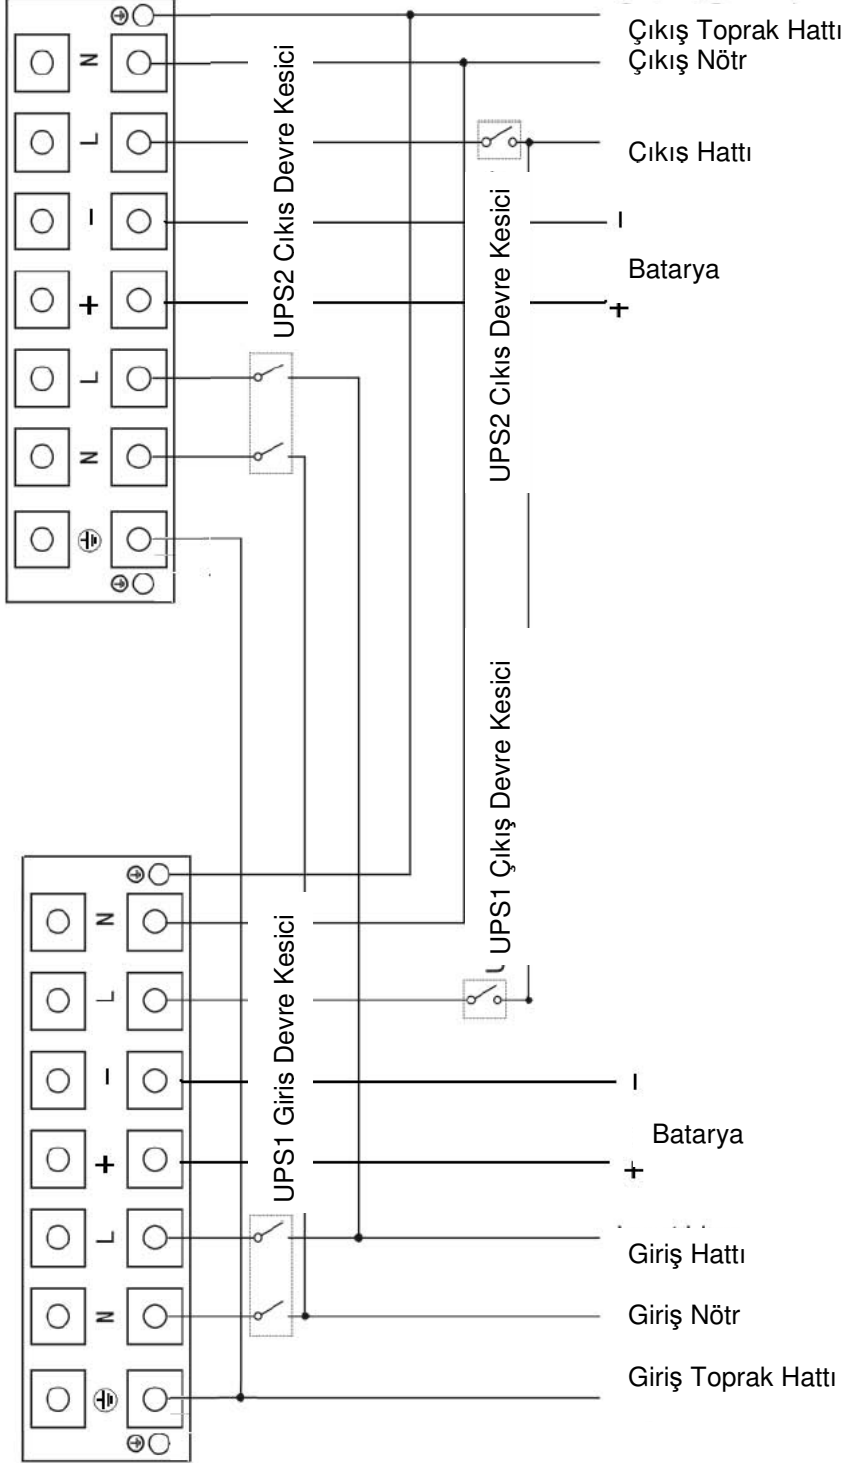 Çıkış Toprak Hattı
Çıkış Nötr
Çıkış Hattı
Batarya
UPS2 Cıkıs Devre Kesici
UPS2 Cıkıs Devre Kesici
N
L
−
+
L
N
−
+
UPS1 Çıkış Devre Kesici
UPS1 Giris Devre Kesici
N
L
−
+
L
N
−
+
Batarya
Giriş Hattı
Giriş Nötr
Giriş Toprak Hattı